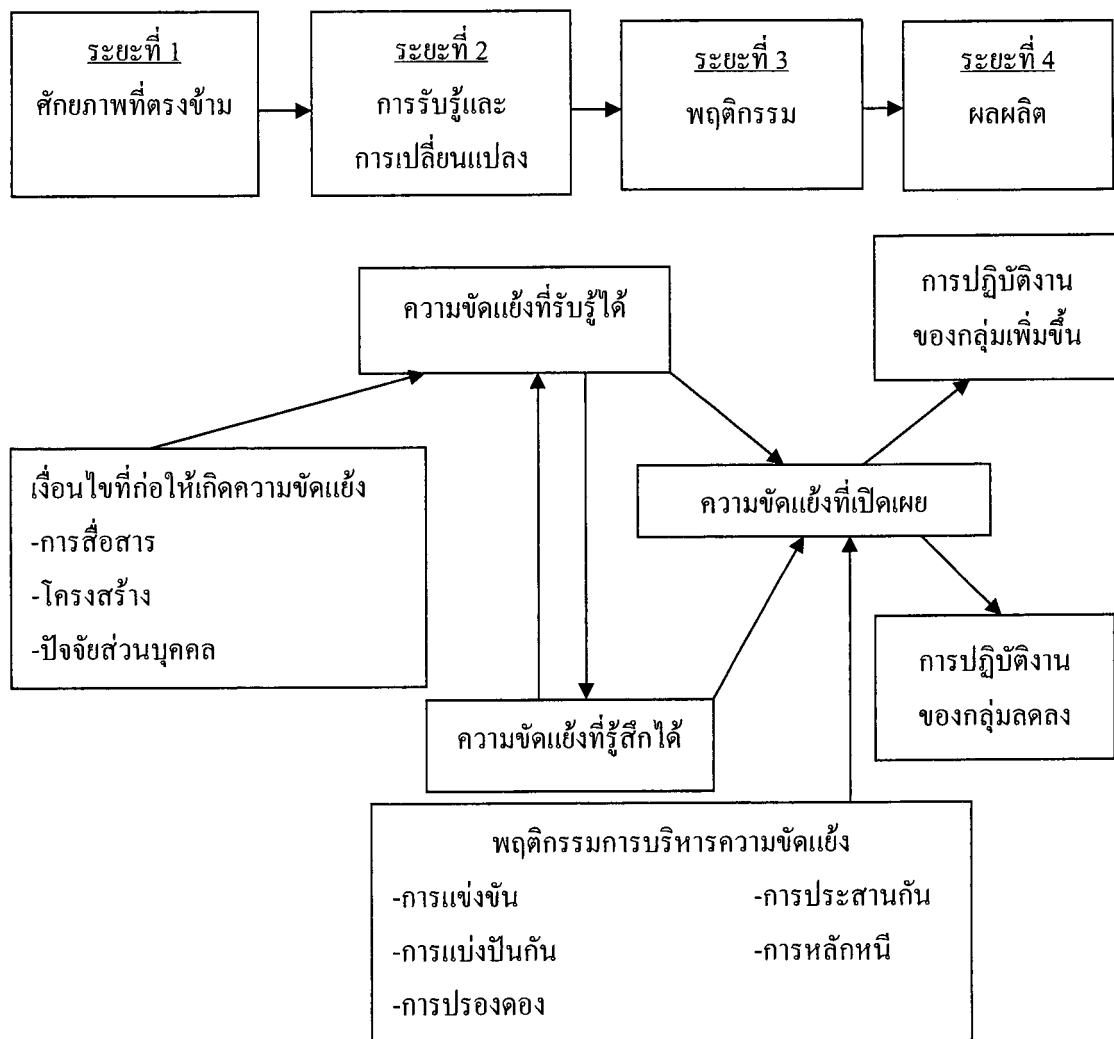 ระยะที่ 1
ศักยภาพที่ตรงข้าม
ระยะที่ 2
การรับรู้และ
การเปลี่ยนแปลง
ระยะที่ 3
พฤติกรรม
ระยะที่ 4
ผลผลิต
ความขัดแย้งที่รับรู้ได้
การปฏิบัติงาน
ของกลุ่มเพิ่มขึ้น
เงื่อนไขที่ก่อให้เกิดความขัดแย้ง
-การสื่อสาร
-โครงสร้าง
-ปัจจัยส่วนบุคคล
ความขัดแย้งที่เปิดเผย
ความขัดแย้งที่รู้สึกได้
การปฏิบัติงาน
ของกลุ่มลดลง
พฤติกรรมการบริหารความขัดแย้ง
-การแข่งขัน
-การประสานกัน
-การแบ่งปันกัน
-การหลักหนี
-การปรองดอง